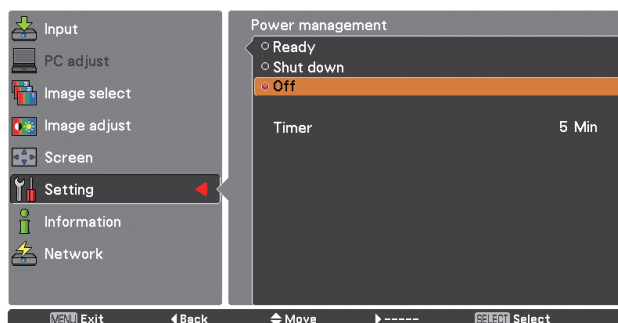 Input
PC adjust
Image select
Image adjust
Screen
Setting
Information
Network
Power management
Ready
Shut down
Off
Timer 5 Min
MENU Exit Back Move ----- SELECT Select